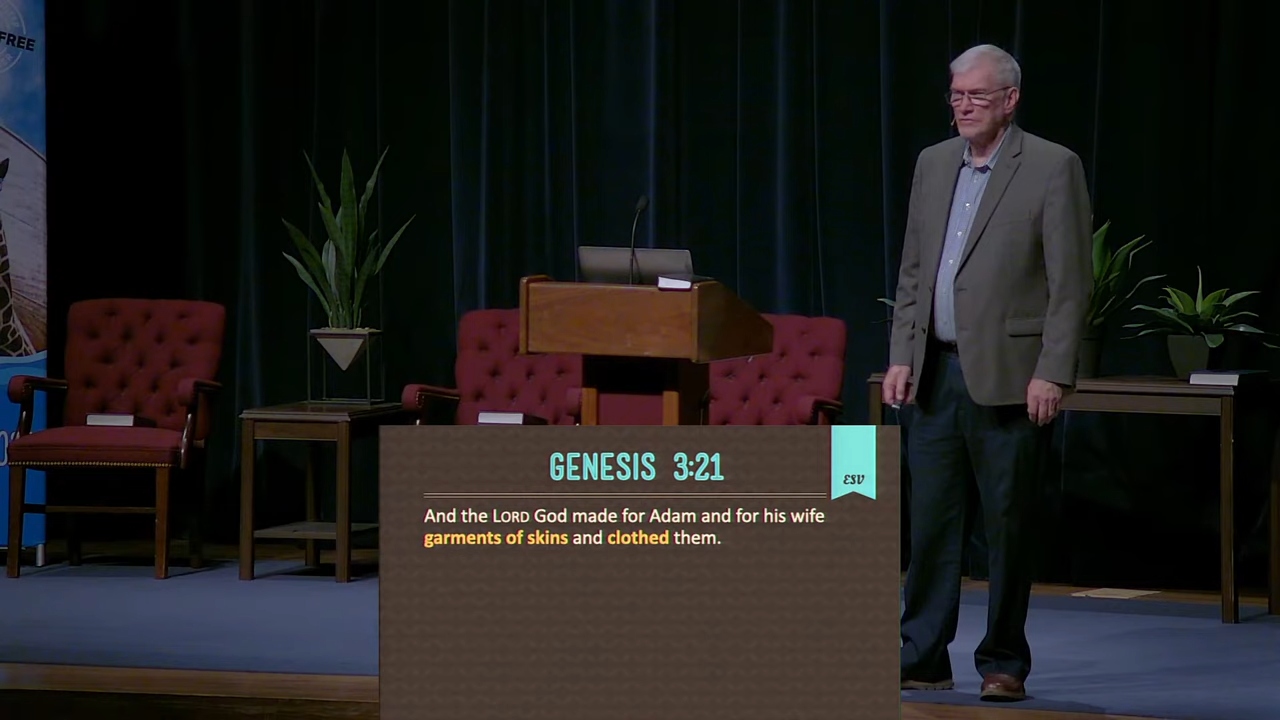 FREE
GENESIS 3:21
ESV
And the LORD God made for Adam and for his wife
garments of skins and clothed them.